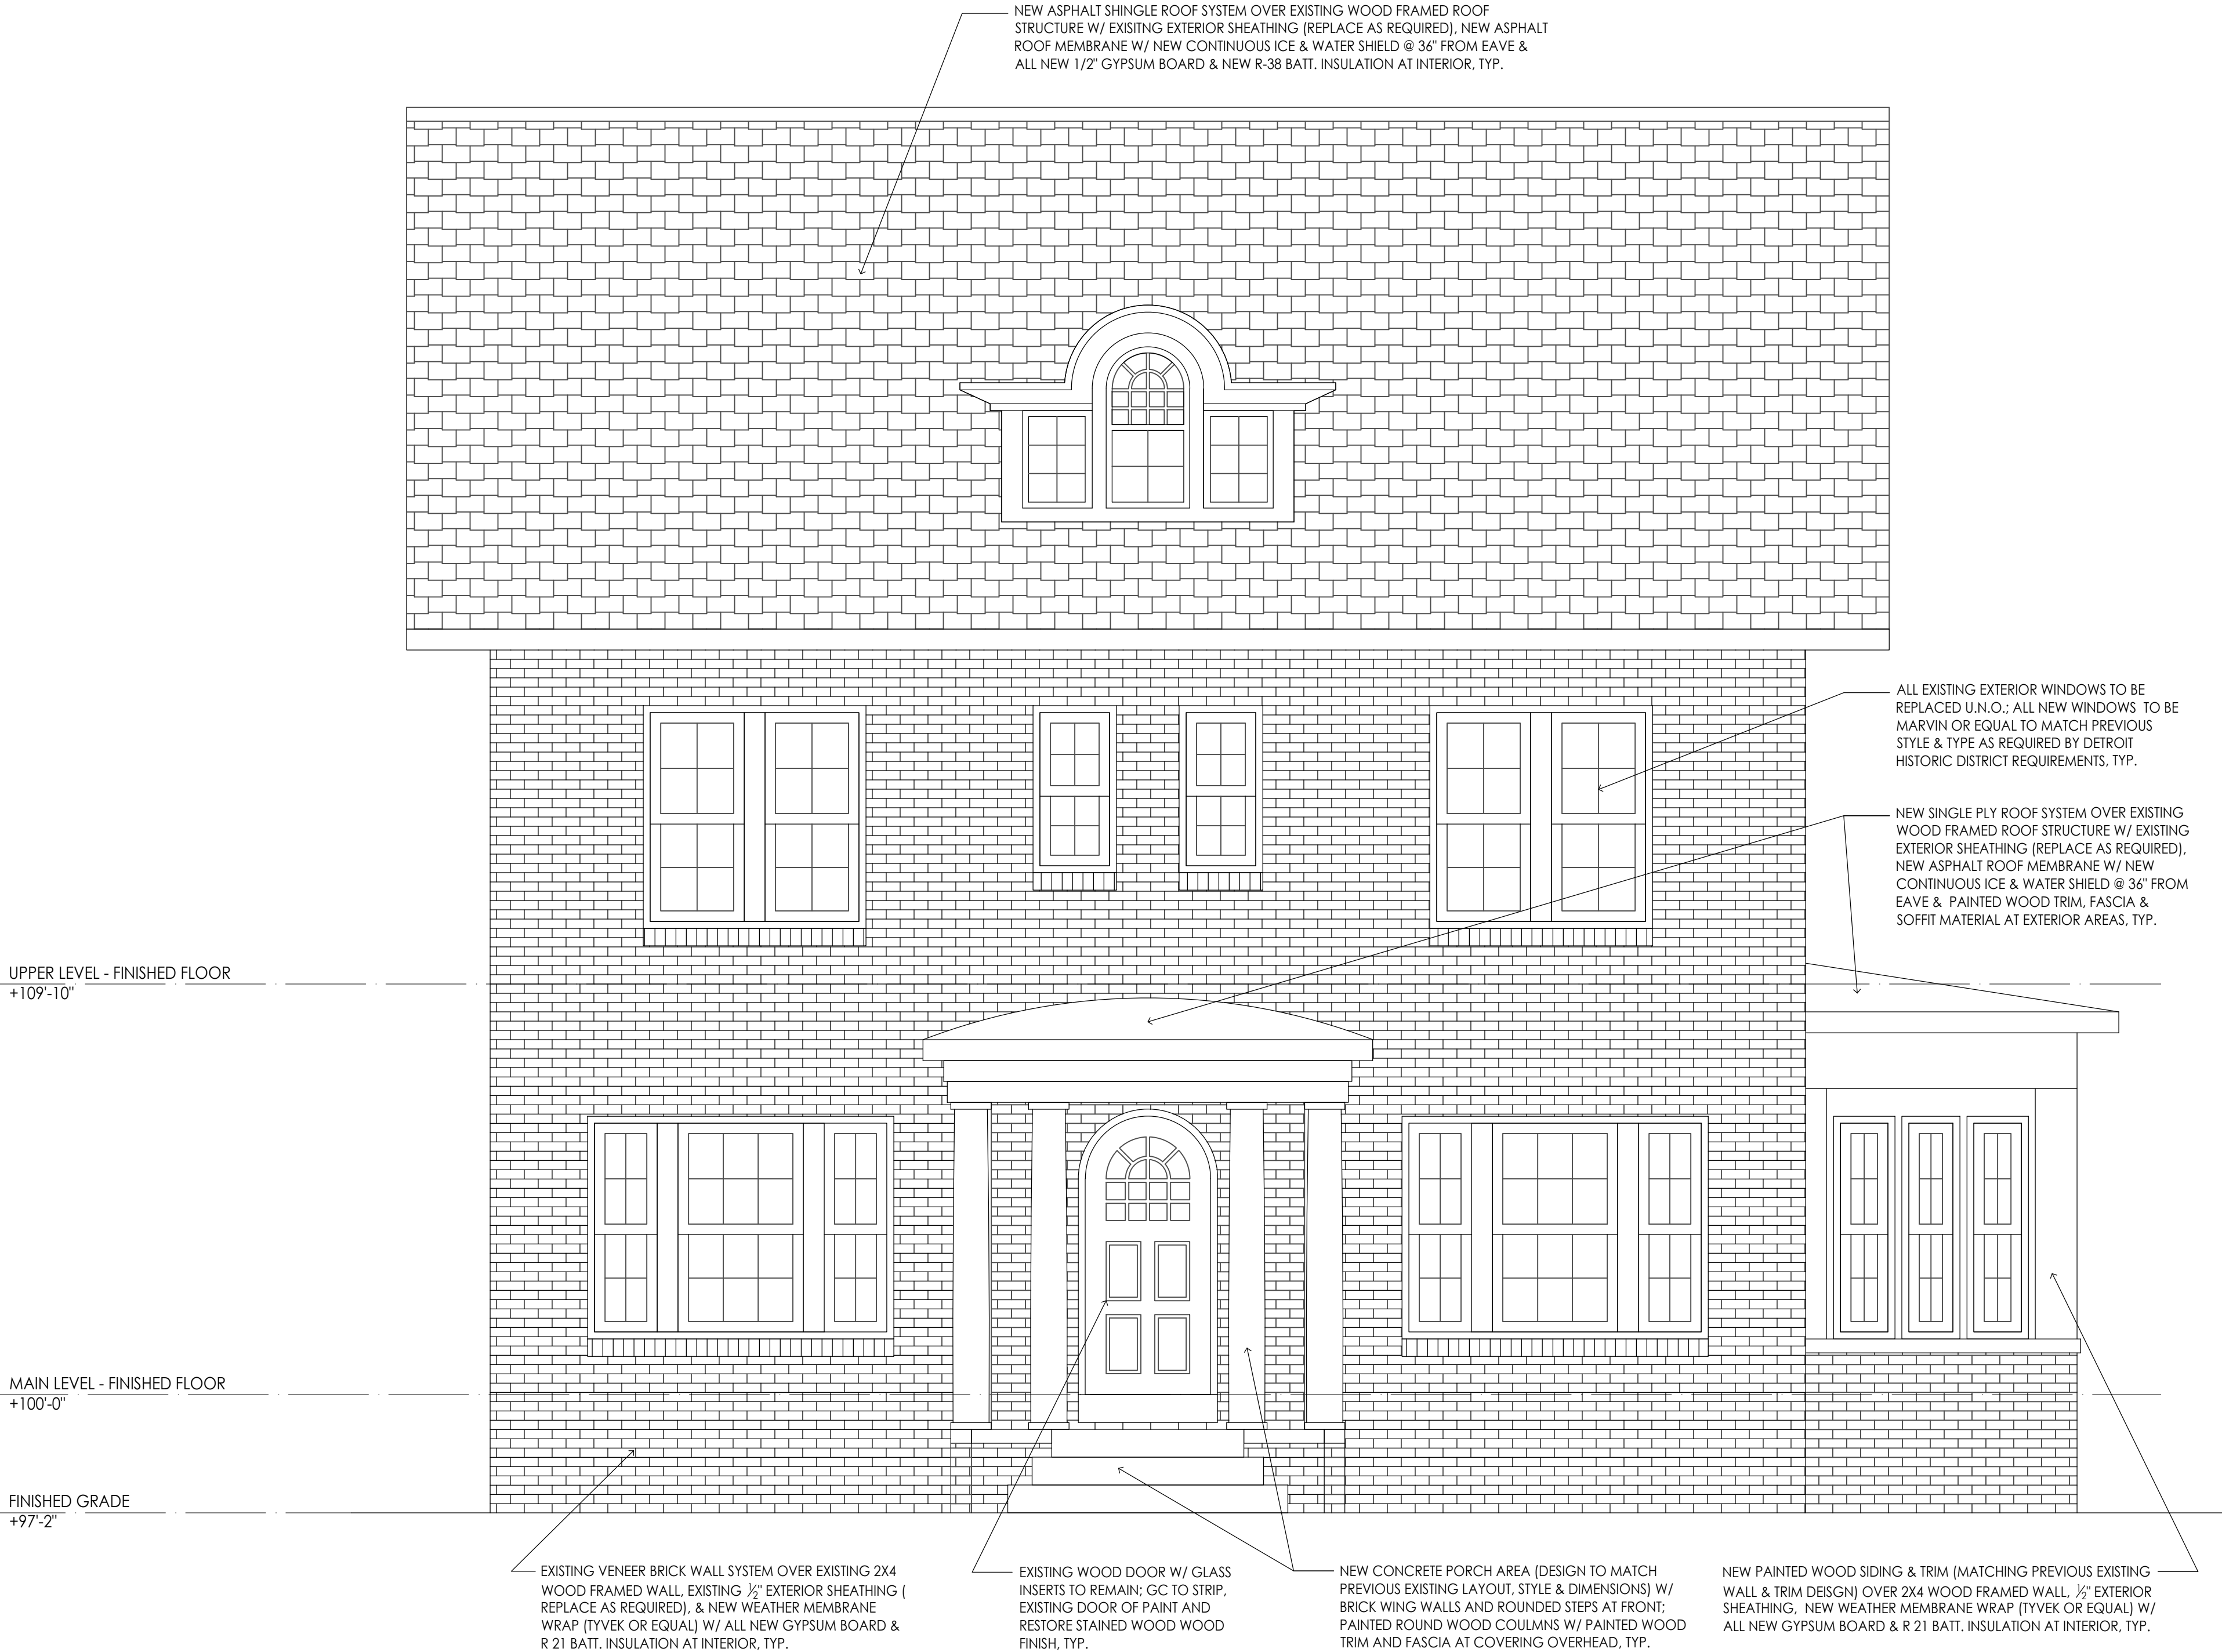 NEW ASPHALT SHINGLE ROOF SYSTEM OVER EXISTING WOOD FRAMED ROOF
STRUCTURE W/ EXISITNG EXTERIOR SHEATHING (REPLACE AS REQUIRED), NEW ASPHALT
ROOF MEMBRANE W/ NEW CONTINUOUS ICE & WATER SHIELD @ 36" FROM EAVE &
ALL NEW 1/2" GYPSUM BOARD & NEW R-38 BATT. INSULATION AT INTERIOR, TYP.
ALL EXISTING EXTERIOR WINDOWS TO BE
REPLACED U.N.O.; ALL NEW WINDOWS TO BE
MARVIN OR EQUAL TO MATCH PREVIOUS
STYLE & TYPE AS REQUIRED BY DETROIT
HISTORIC DISTRICT REQUIREMENTS, TYP.
NEW SINGLE PLY ROOF SYSTEM OVER EXISTING
WOOD FRAMED ROOF STRUCTURE W/ EXISTING
EXTERIOR SHEATHING (REPLACE AS REQUIRED),
NEW ASPHALT ROOF MEMBRANE W/ NEW
CONTINUOUS ICE & WATER SHIELD @ 36" FROM
EAVE & PAINTED WOOD TRIM, FASCIA &
SOFFIT MATERIAL AT EXTERIOR AREAS, TYP.
UPPER LEVEL - FINISHED FLOOR
+109'-10"
MAIN LEVEL - FINISHED FLOOR
+100'-0"
FINISHED GRADE
+97'-2"
EXISTING VENEER BRICK WALL SYSTEM OVER EXISTING 2X4
WOOD FRAMED WALL, EXISTING ½" EXTERIOR SHEATHING (
REPLACE AS REQUIRED), & NEW WEATHER MEMBRANE
WRAP (TYVEK OR EQUAL) W/ ALL NEW GYPSUM BOARD &
R 21 BATT. INSULATION AT INTERIOR, TYP.
EXISTING WOOD DOOR W/ GLASS
INSERTS TO REMAIN; GC TO STRIP,
EXISTING DOOR OF PAINT AND
RESTORE STAINED WOOD WOOD
FINISH, TYP.
NEW CONCRETE PORCH AREA (DESIGN TO MATCH
PREVIOUS EXISTING LAYOUT, STYLE & DIMENSIONS) W/
BRICK WING WALLS AND ROUNDED STEPS AT FRONT;
PAINTED ROUND WOOD COULMNS W/ PAINTED WOOD
TRIM AND FASCIA AT COVERING OVERHEAD, TYP.
NEW PAINTED WOOD SIDING & TRIM (MATCHING PREVIOUS EXISTING
WALL & TRIM DEISGN) OVER 2X4 WOOD FRAMED WALL, ½" EXTERIOR
SHEATHING, NEW WEATHER MEMBRANE WRAP (TYVEK OR EQUAL) W/
ALL NEW GYPSUM BOARD & R 21 BATT. INSULATION AT INTERIOR, TYP.